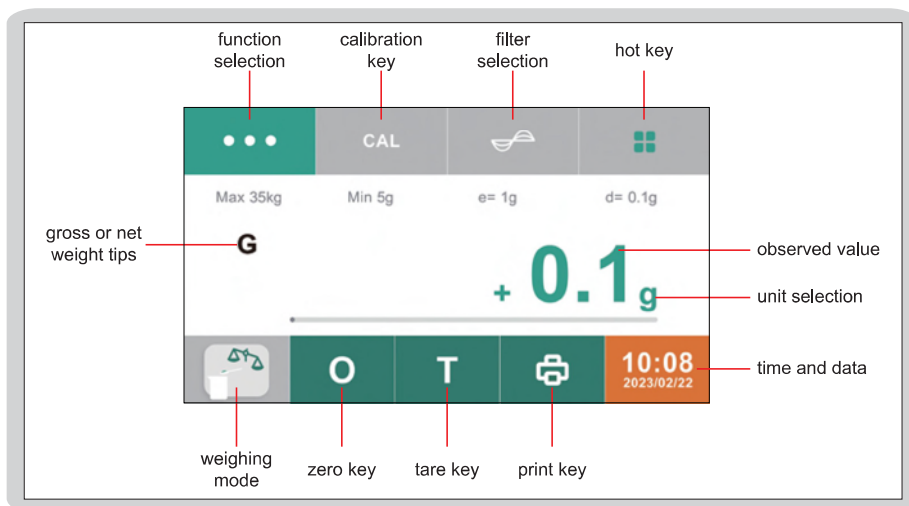 function
selection
calibration
key
filter
selection
hot key
● ● ●
CAL
Max 35kg
Min 5g
e= 1g
d= 0.1g
gross or net
weight tips
G
+ 0.1 g
observed value
unit selection
O
T
10:08
2023/02/22
time and data
weighing
mode
zero key
tare key
print key